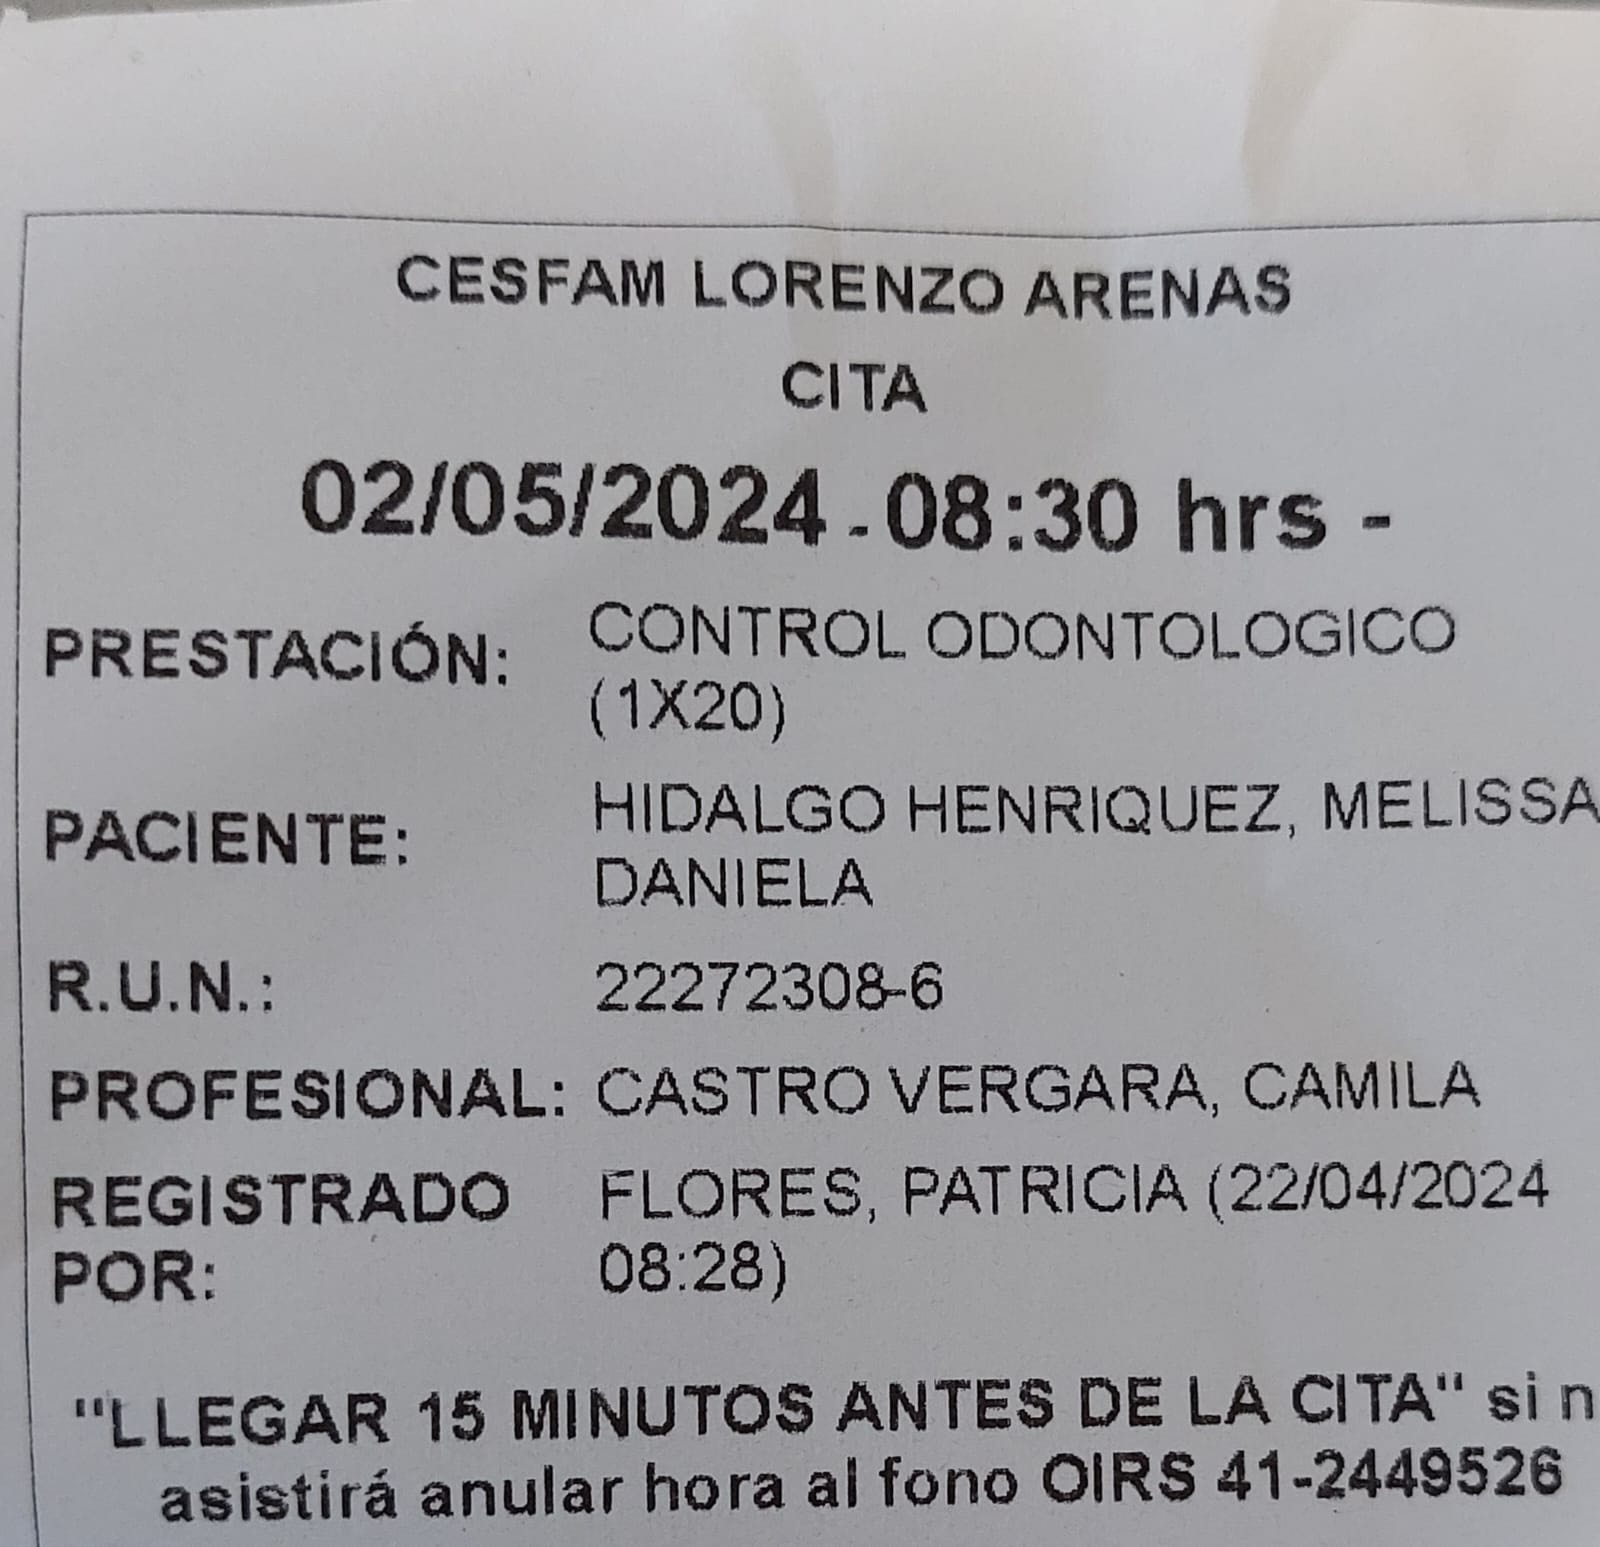 CESFAM LORENZO ARENAS
CITA
02/05/2024 - 08:30 hrs -
PRESTACIÓN: CONTROL ODONTOLOGICO
(1X20)
PACIENTE: HIDALGO HENRIQUEZ, MELISSA
DANIELA
R.U.N.: 22272308-6
PROFESIONAL: CASTRO VERGARA, CAMILA
REGISTRADO FLORES, PATRICIA (22/04/2024
POR: 08:28)
"LLEGAR 15 MINUTOS ANTES DE LA CITA" si n
asistirá anular hora al fono OIRS 41-2449526